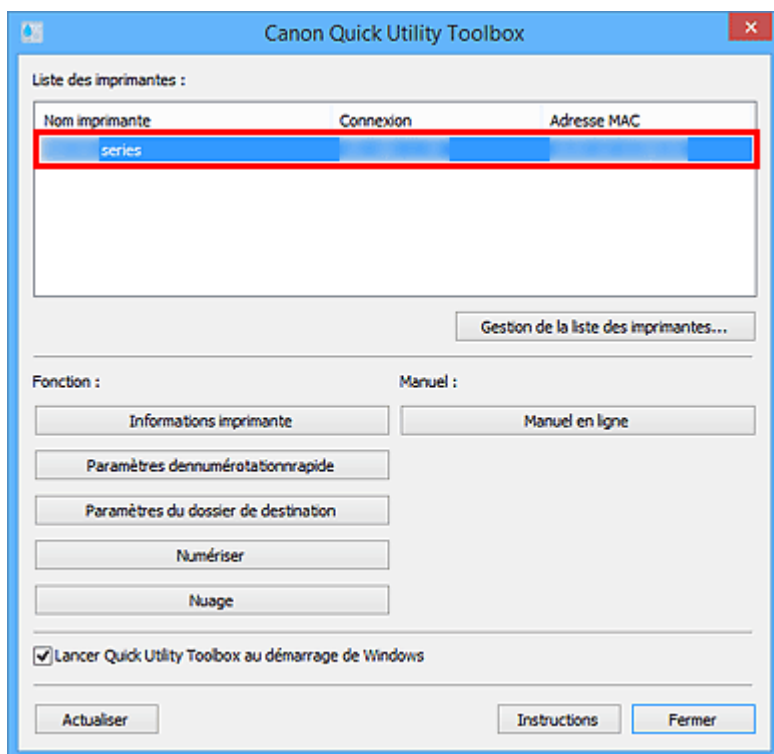 Canon Quick Utility Toolbox
Liste des imprimantes :
Nom imprimante Connexion Adresse MAC
series
Gestion de la liste des imprimantes...
Fonction : Manuel :
Informations imprimante Manuel en ligne
Paramètres dennumérotationnrapide
Paramètres du dossier de destination
Numériser
Nuage
Lancer Quick Utility Toolbox au démarrage de Windows
Actualiser Instructions Fermer